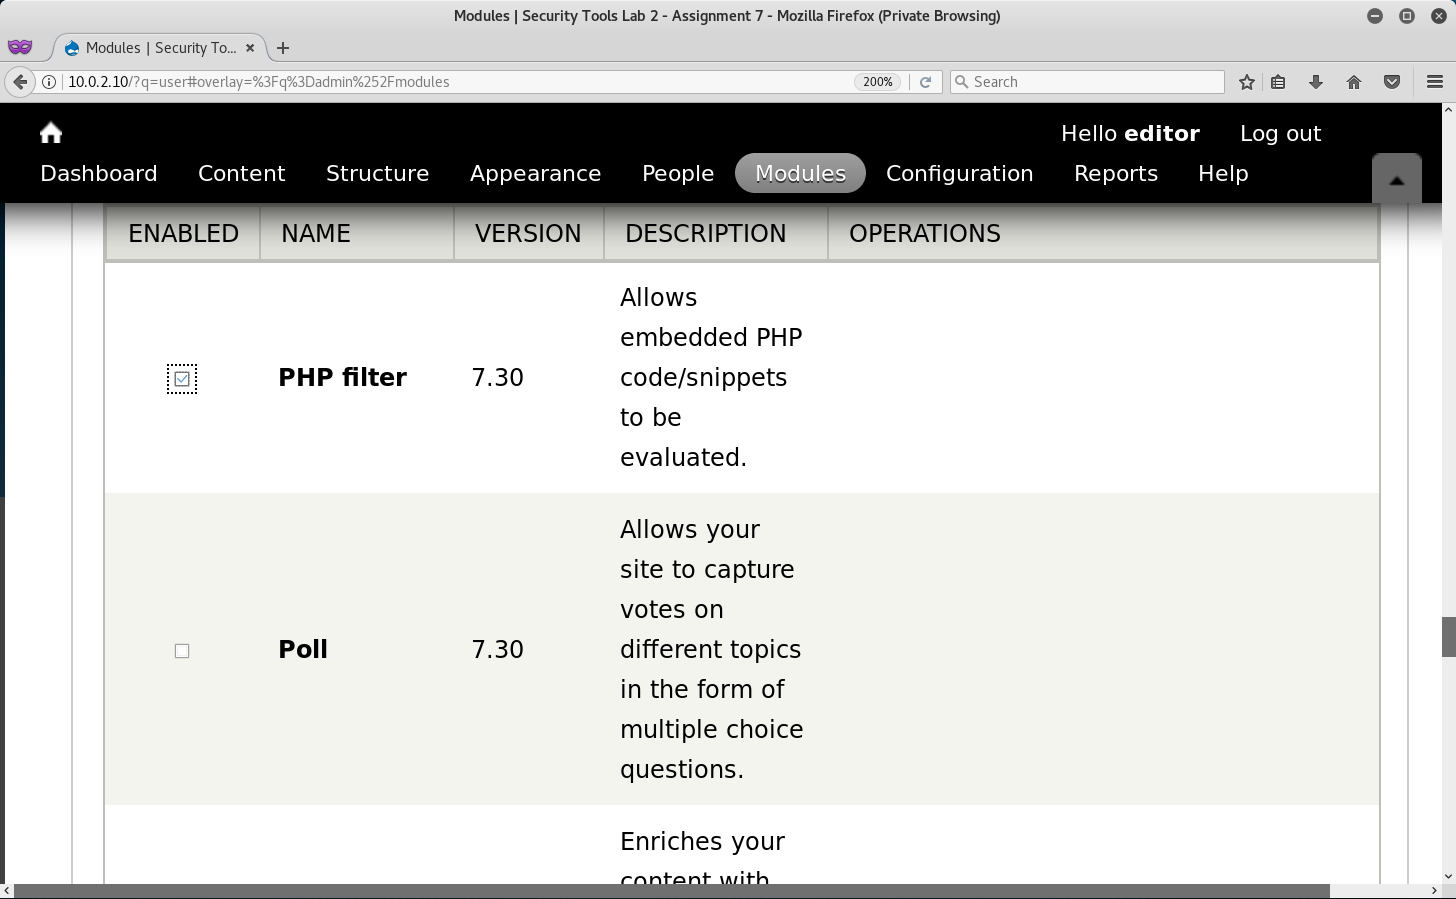 Modules | Security Tools Lab 2 - Assignment 7 - Mozilla Firefox (Private Browsing)
Modules | Security To...
10.0.2.10/?q=user#overlay=%3Fq%3Dadmin%252Fmodules
200%
Search
Hello editor
Log out
Dashboard Content Structure Appearance People Modules Configuration Reports Help
ENABLED NAME VERSION DESCRIPTION OPERATIONS
Allows
embedded PHP
PHP filter 7.30 code/snippets
to be
evaluated.
Allows your
site to capture
votes on
Poll 7.30 different topics
in the form of
multiple choice
questions.
Enriches your
content with